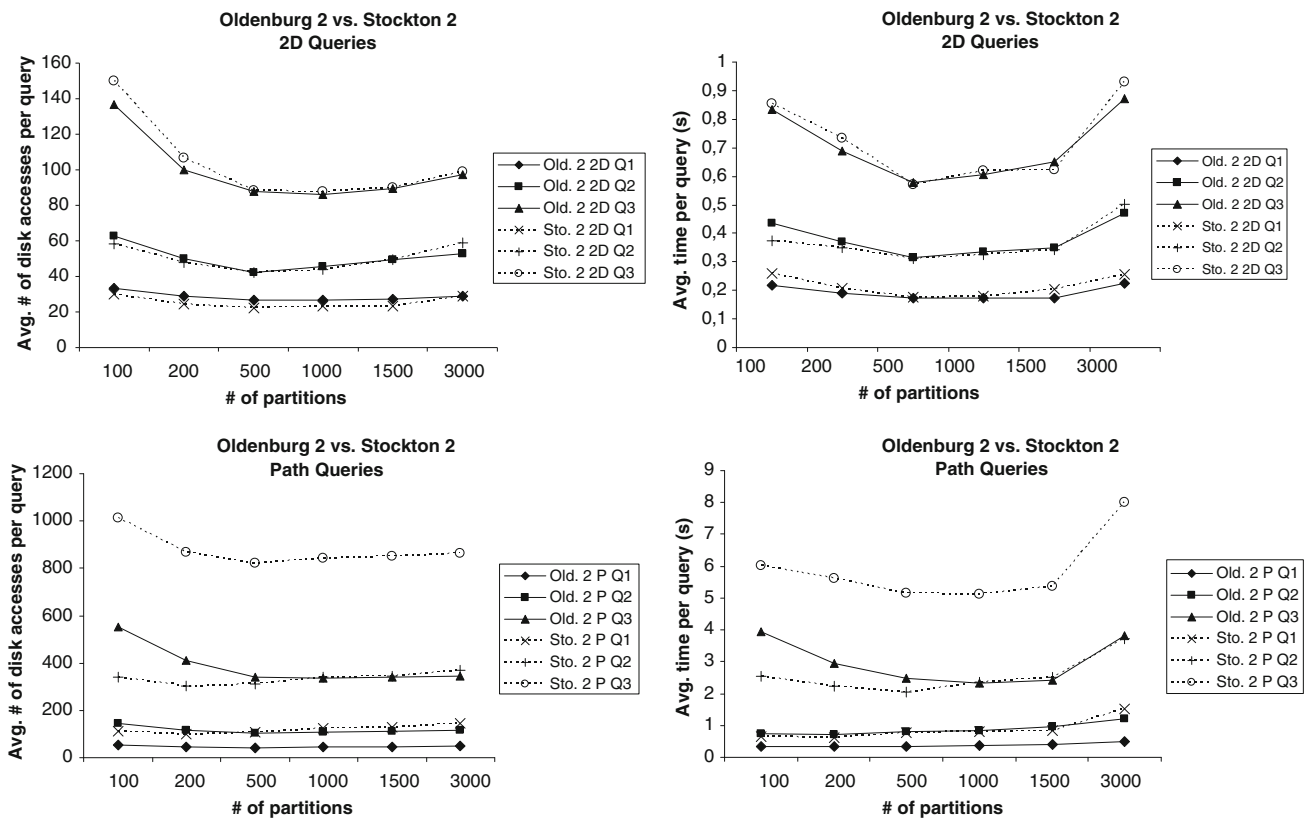 Oldenburg 2 vs. Stockton 2
2D Queries
Avg. # of disk accesses per query
160
140
120
100
80
60
40
20
0
100 200 500 1000 1500 3000
# of partitions
Old. 2 2D Q1
Old. 2 2D Q2
Old. 2 2D Q3
Sto. 2 2D Q1
Sto. 2 2D Q2
Sto. 2 2D Q3
Oldenburg 2 vs. Stockton 2
2D Queries
Avg. time per query (s)
1
0,9
0,8
0,7
0,6
0,5
0,4
0,3
0,2
0,1
0,1
100 200 500 1000 1500 3000
# of partitions
Old. 2 2D Q1
Old. 2 2D Q2
Old. 2 2D Q3
Sto. 2 2D Q1
Sto. 2 2D Q2
Sto. 2 2D Q3
Oldenburg 2 vs. Stockton 2
Path Queries
Avg. # of disk accesses per query
1200
1000
800
600
400
200
0
100 200 500 1000 1500 3000
# of partitions
Old. 2 P Q1
Old. 2 P Q2
Old. 2 P Q3
Sto. 2 P Q1
Sto. 2 P Q2
Sto. 2 P Q3
Oldenburg 2 vs. Stockton 2
Path Queries
Avg. time per query (s)
9
8
7
6
5
4
3
2
1
0
100 200 500 1000 1500 3000
# of partitions
Old. 2 P Q1
Old. 2 P Q2
Old. 2 P Q3
Sto. 2 P Q1
Sto. 2 P Q2
Sto. 2 P Q3